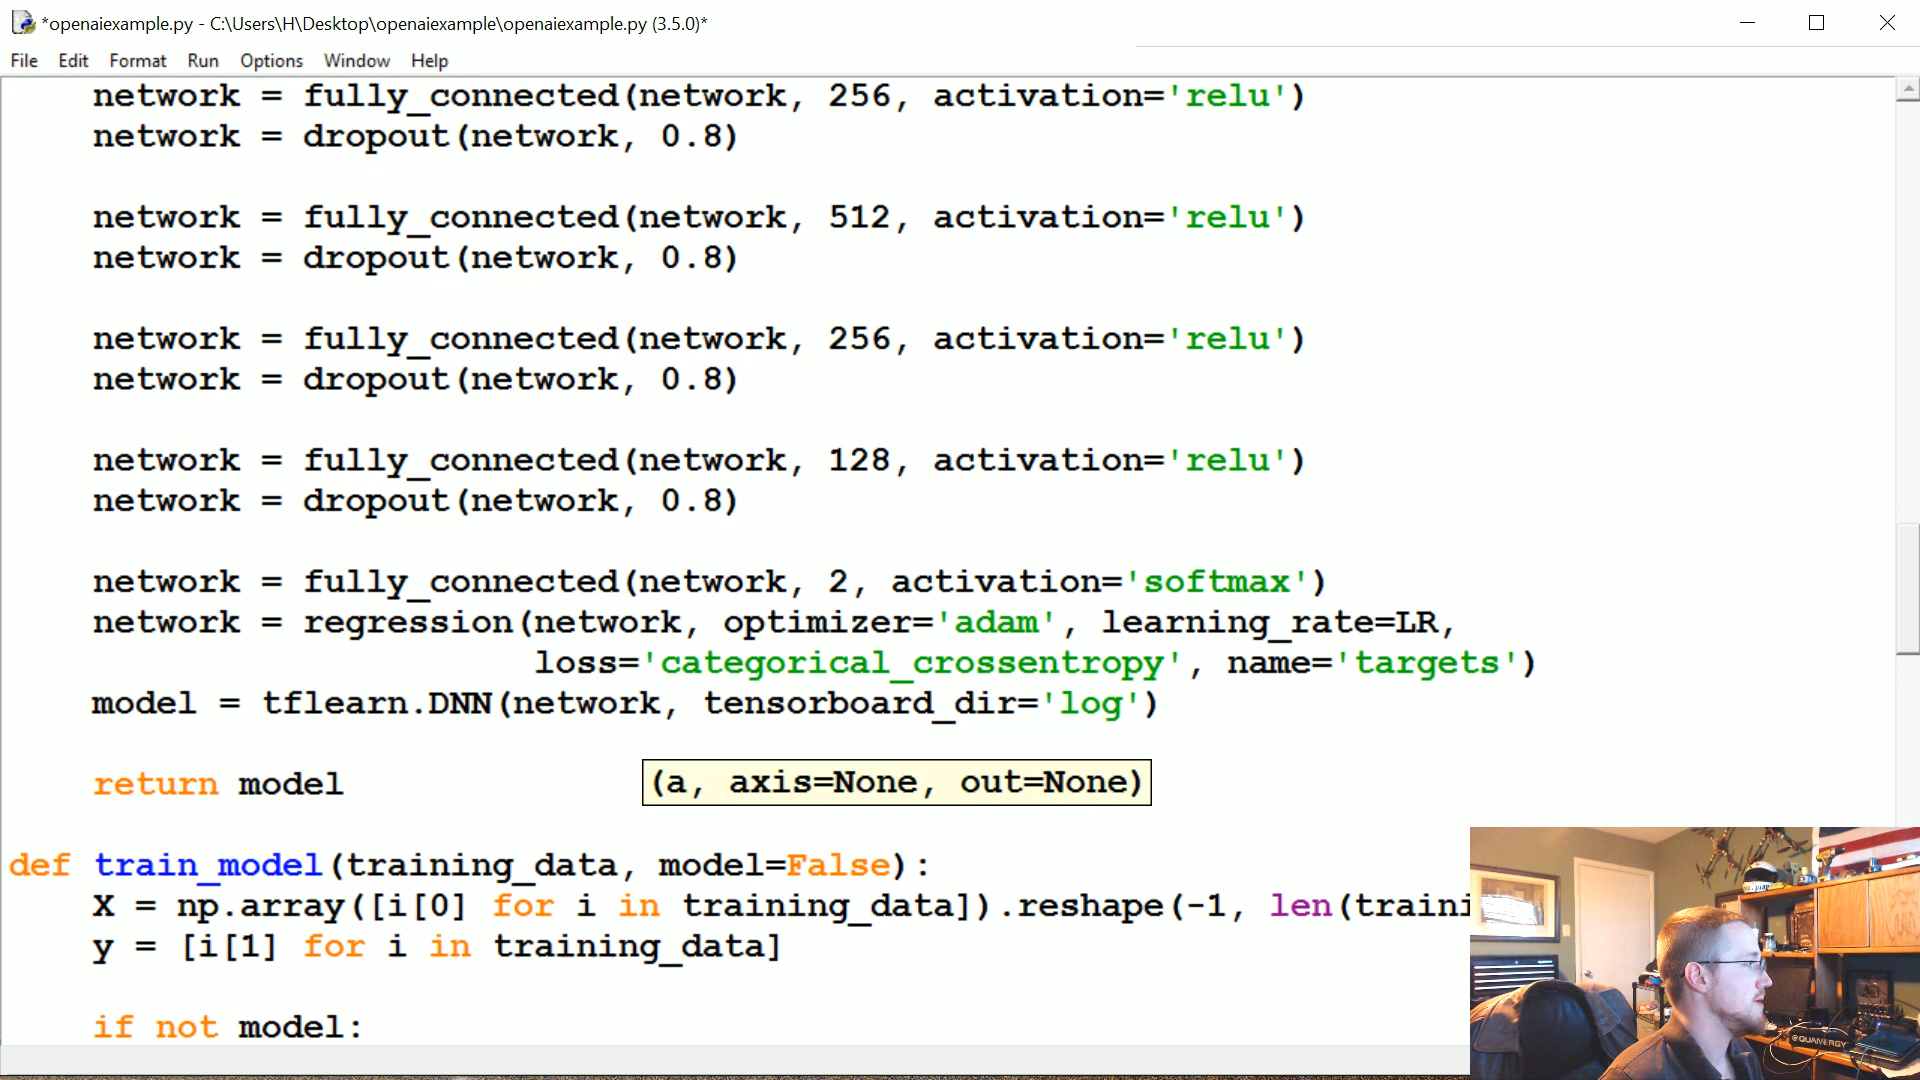 *openaiexample.py - C:\Users\H\Desktop\openaiexample\openaiexample.py (3.5.0)*
File Edit Format Run Options Window Help
network = fully_connected(network, 256, activation='relu')
network = dropout(network, 0.8)
network = fully_connected(network, 512, activation='relu')
network = dropout(network, 0.8)
network = fully_connected(network, 256, activation='relu')
network = dropout(network, 0.8)
network = fully_connected(network, 128, activation='relu')
network = dropout(network, 0.8)
network = fully_connected(network, 2, activation='softmax')
network = regression(network, optimizer='adam', learning_rate=LR,
loss='categorical_crossentropy', name='targets')
model = tflearn.DNN(network, tensorboard_dir='log')
return model
(a, axis=None, out=None)
def train_model(training_data, model=False):
X = np.array([i[0] for i in training_data]).reshape(-1, len(traini
y = [i[1] for i in training_data]
if not model:
QUANERGY